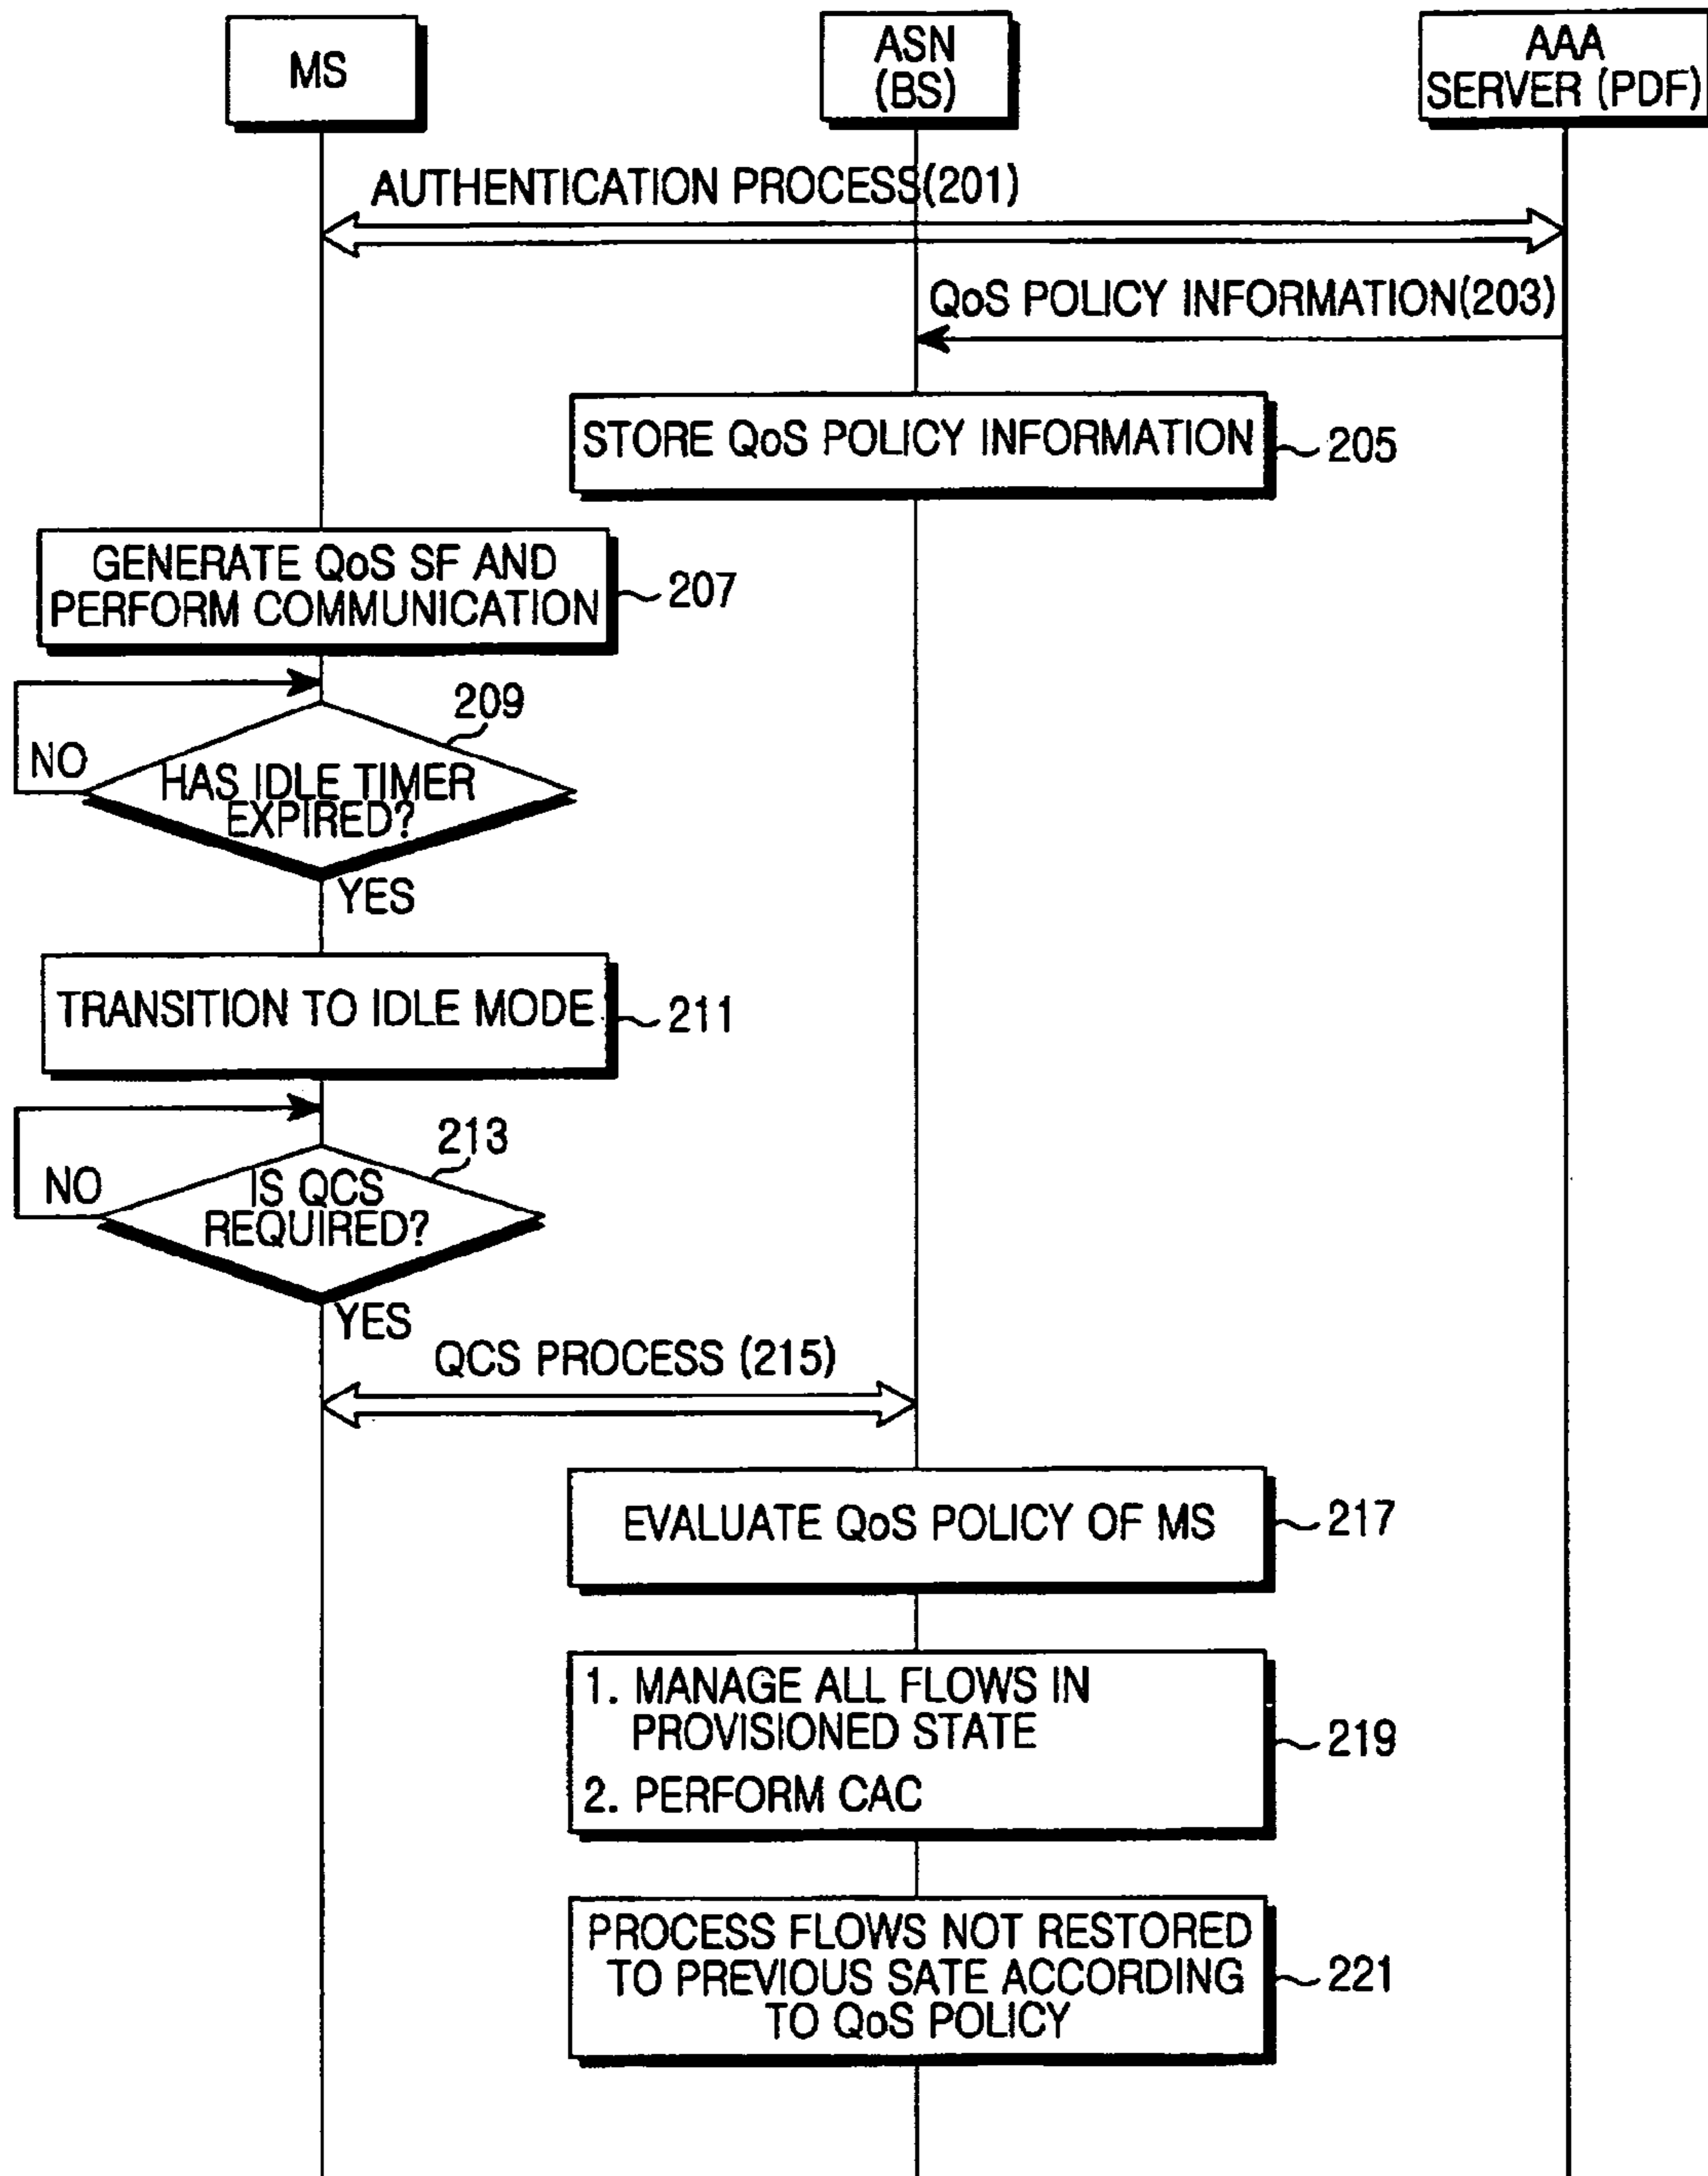 MS
ASN
(BS)
AAA
SERVER (PDF)
AUTHENTICATION PROCESS(201)
QoS POLICY INFORMATION(203)
STORE QoS POLICY INFORMATION
205
GENERATE QoS SF AND
PERFORM COMMUNICATION
207
209
NO
HAS IDLE TIMER
EXPIRED?
YES
TRANSITION TO IDLE MODE
211
213
NO
IS QCS
REQUIRED?
YES
QCS PROCESS (215)
EVALUATE QoS POLICY OF MS
217
1. MANAGE ALL FLOWS IN
PROVISIONED STATE
2. PERFORM CAC
219
PROCESS FLOWS NOT RESTORED
TO PREVIOUS SATE ACCORDING
TO QoS POLICY
221